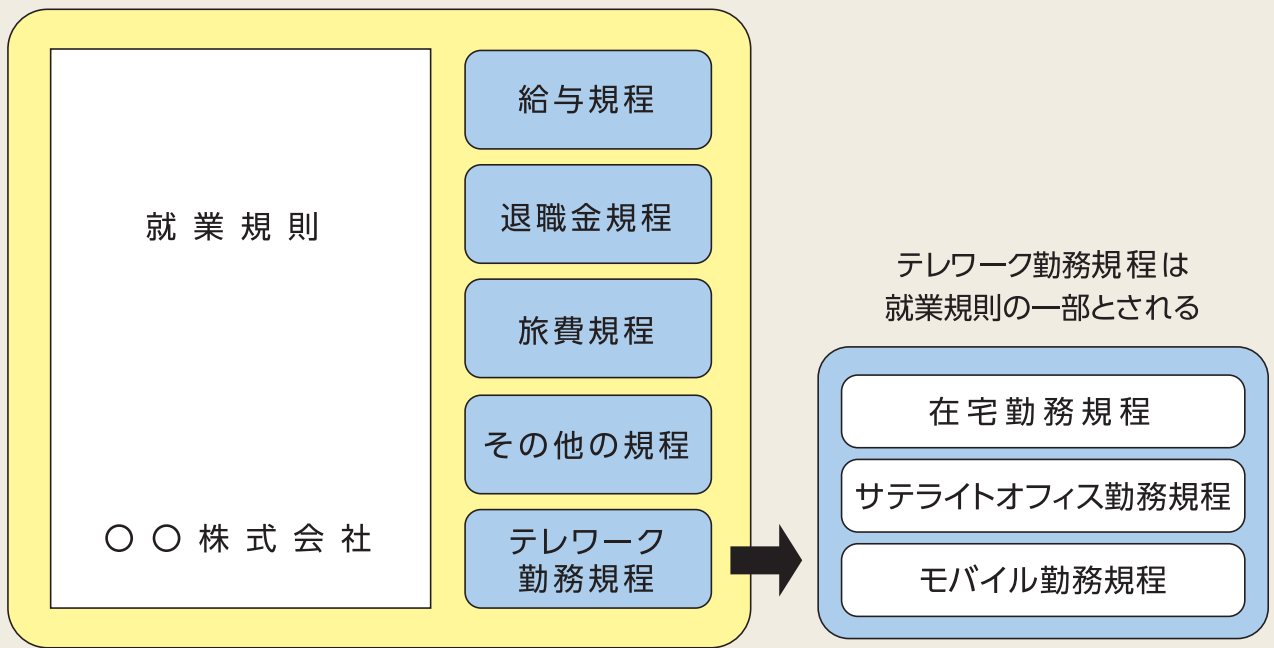 就業規則
〇〇株式会社
給与規程
退職金規程
旅費規程
その他の規程
テレワーク
勤務規程
テレワーク勤務規程は
就業規則の一部とされる
在宅勤務規程
サテライトオフィス勤務規程
モバイル勤務規程